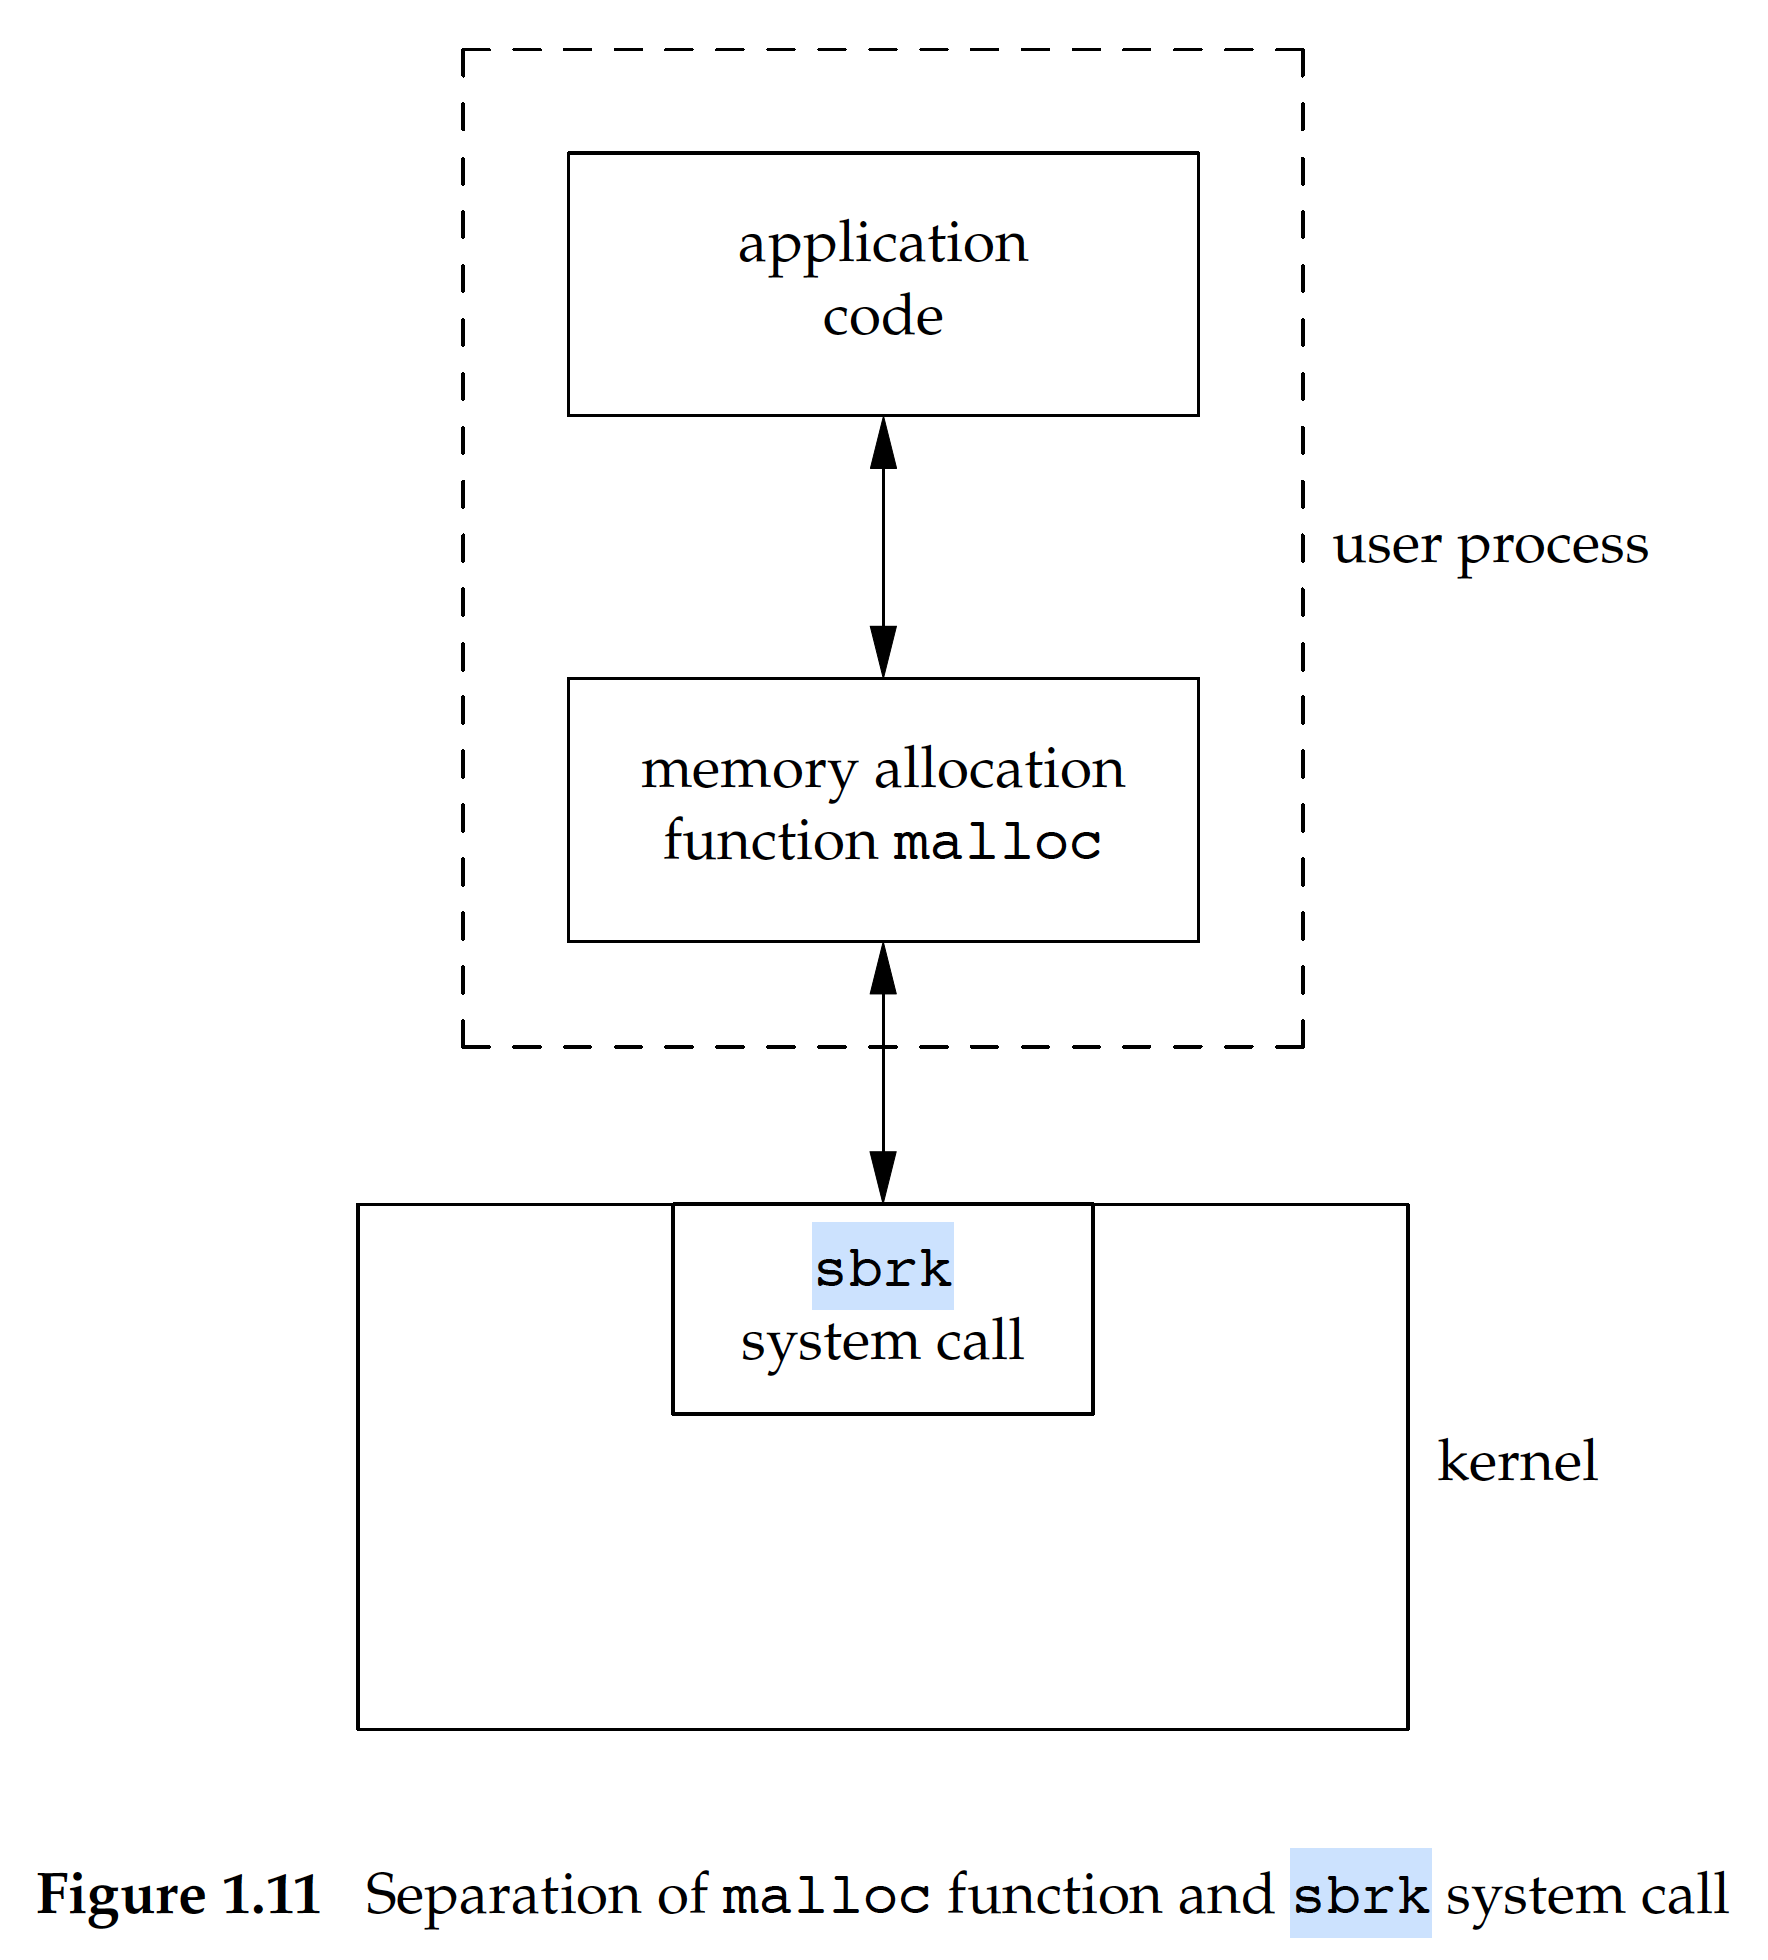 application
code
user process
memory allocation
function malloc
sbrk
system call
kernel
Figure 1.11 Separation of malloc function and sbrk system call